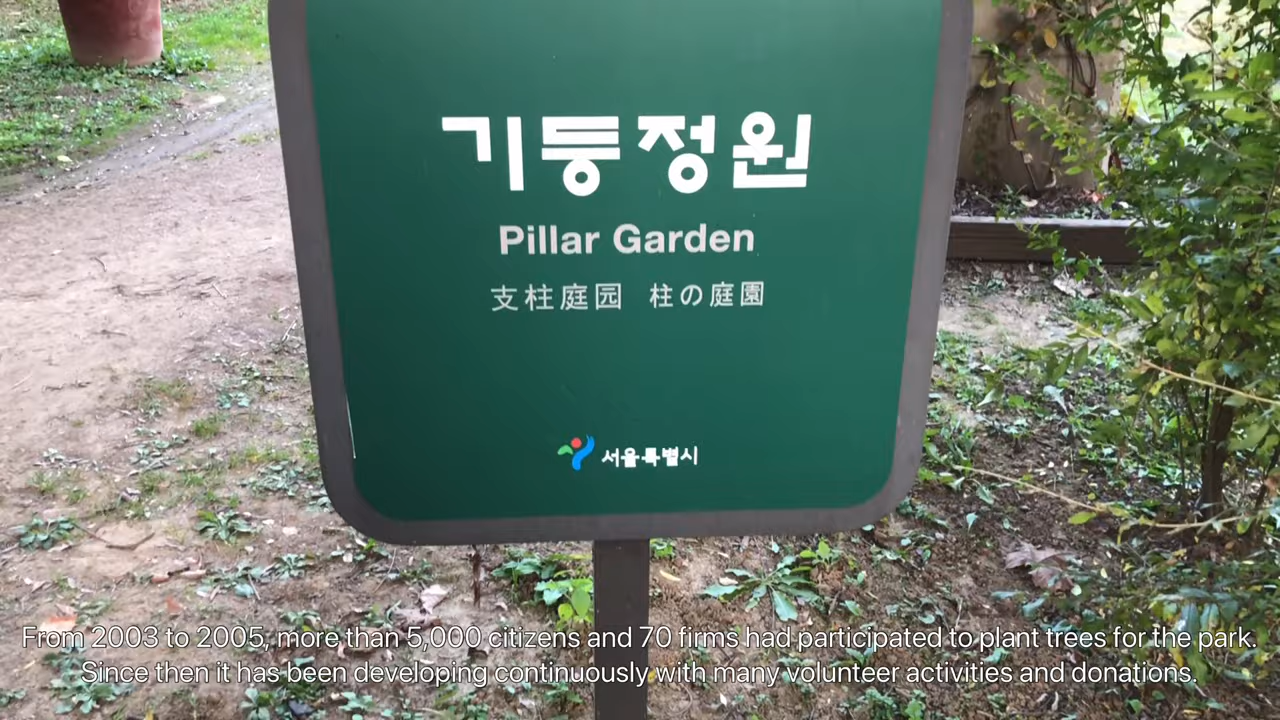 기둥정원
Pillar Garden
支柱庭园 柱の庭園
서울특별시
From 2003 to 2005, more than 5,000 citizens and 70 firms had participated to plant trees for the park.
Since then it has been developing continuously with many volunteer activities and donations.